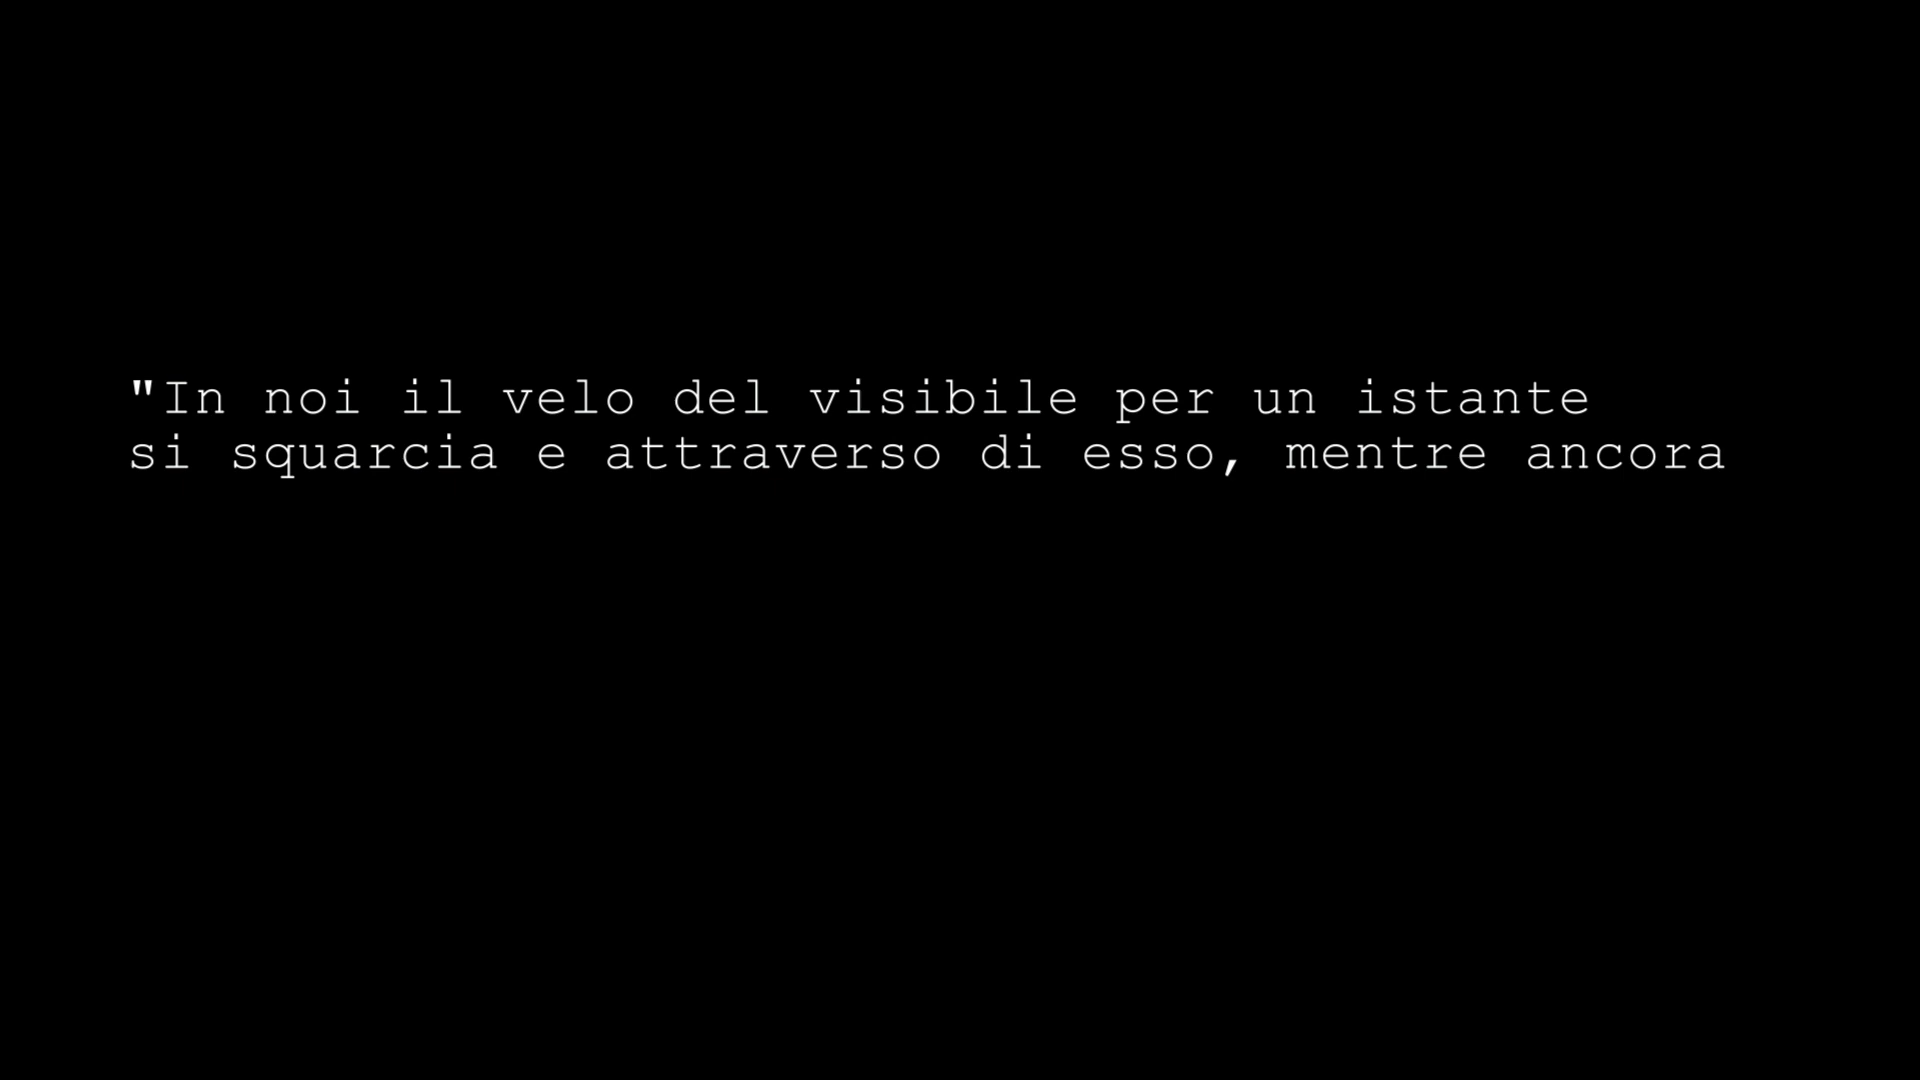 "In noi il velo del visibile per un istante
si squarcia e attraverso di esso, mentre ancora